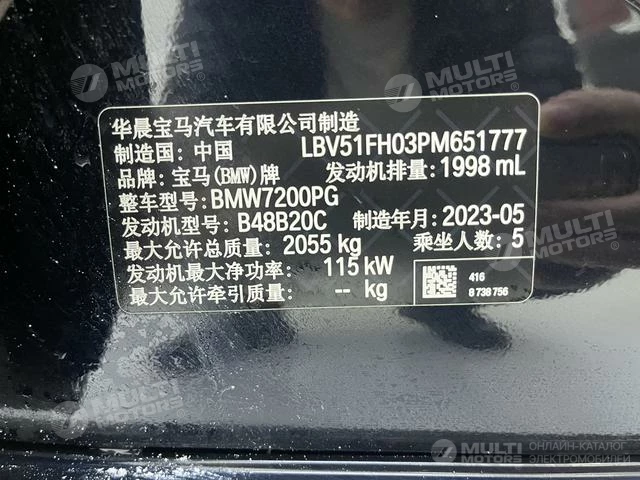 MULTI
MOTORS®
MULTI
MOTORS®
华晨宝马汽车有限公司制造
制造国: 中国 LBV51FH03PM651777
品牌: 宝马(BMW)牌 发动机排量: 1998 mL
整车型号: BMW7200PG
发动机型号: B48B20C 制造年月: 2023-05
最大允许总质量: 2055 kg 乘坐人数: 5
发动机最大净功率: 115 kW
最大允许牵引质量: -- kg
416
8 738 756
MULTI
MOTORS®
ОНЛАЙН-КАТАЛОГ
ЭЛЕКТРОМОБИЛЕЙ